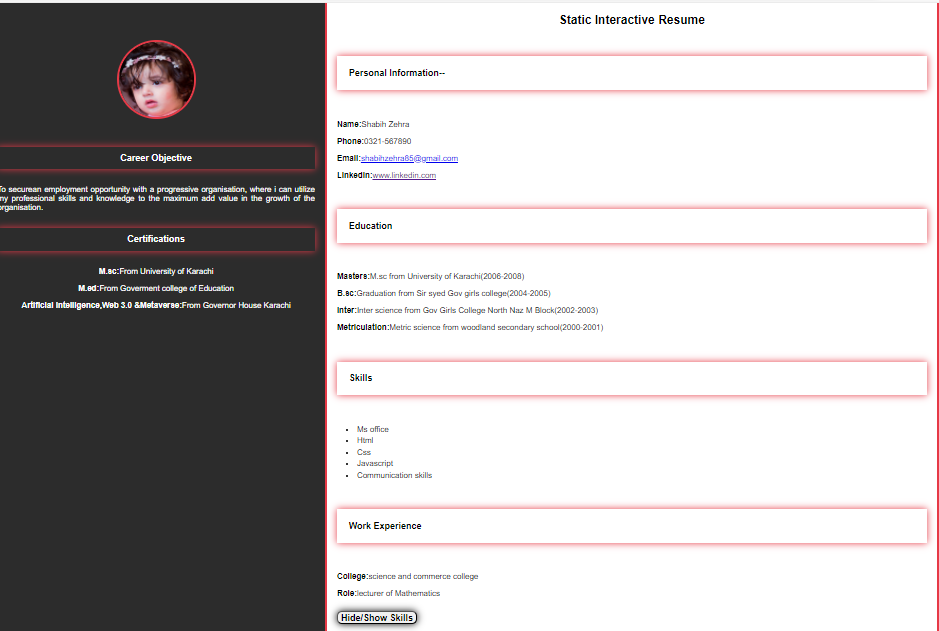 Static Interactive Resume
Career Objective
To securean employment opportunity with a progressive organisation, where i can utilize
my professional skills and knowledge to the maximum add value in the growth of the
organisation.
Certifications
M.sc:From University of Karachi
M.ed:From Goverment college of Education
Artificial Intelligence,Web 3.0 &Metaverse:From Governor House Karachi
Personal Information--
Name:Shabih Zehra
Phone:0321-567890
Email:shabihzehra65@gmail.com
Linkedin:www.linkedin.com
Education
Masters:M.sc from University of Karachi(2006-2008)
B.sc:Graduation from Sir syed Gov girls college(2004-2005)
Inter:Inter science from Gov Girls College North Naz M Block(2002-2003)
Metriculation:Metric science from woodland secondary school(2000-2001)
Skills
Ms office
Html
Css
Javascript
Communication skills
Work Experience
College:science and commerce college
Role:lecturer of Mathematics
Hide/Show Skills